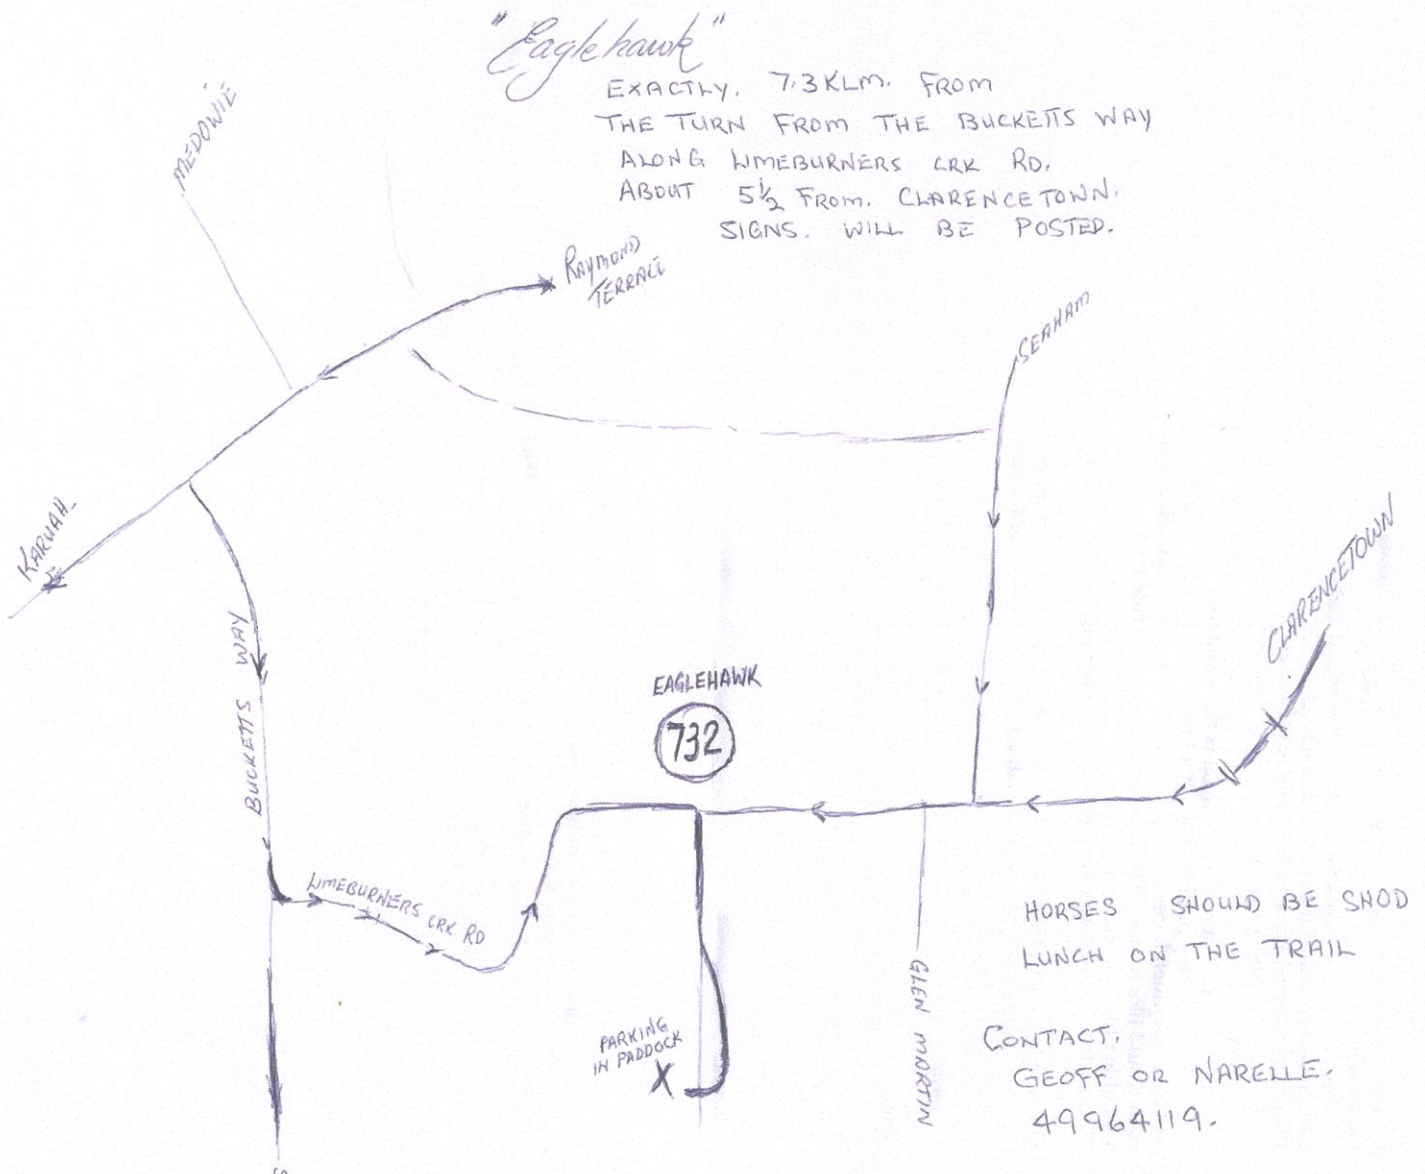 "Eaglehawk"
EXACTLY. 7.3KLM. FROM
THE TURN FROM THE BUCKETTS WAY
ALONG LIMEBURNERS CRK RD.
ABOUT 5½ FROM. CLARENCETOWN.
SIGNS. WILL BE POSTED.
MEDOWIE
RAYMOND
TERRACE
SEAHAM
KARUAH.
CLARENCETOWN
BUCKETTS WAY
EAGLEHAWK
732
LIMEBURNERS CRK RD
PARKING
IN PADDOCK
X
GLEN MARTIN
HORSES SHOULD BE SHOD
LUNCH ON THE TRAIL
CONTACT.
GEOFF OR NARELLE.
49964119.